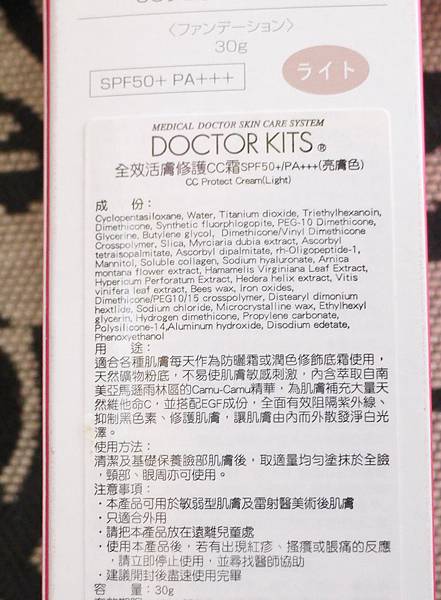 〈ファンデーション〉
30g
SPF50+ PA+++
ライト
MEDICAL DOCTOR SKIN CARE SYSTEM
DOCTOR KITS®
全效活膚修護CC霜SPF50+/PA+++(亮膚色)
CC Protect Cream(Light)
成　份：
Cyclopentasiloxane, Water, Titanium dioxide, Triethylhexanoin,
Dimethicone, Synthetic fluorphlogopite, PEG-10 Dimethicone,
Glycerine, Butylene glycol, Dimethicone/Vinyl Dimethicone
Crosspolymer, Slica, Myrciaria dubia extract, Ascorbyl
tetraisopalmitate, Ascorbyl dipalmitate, rh-Oligopeptide-1,
Mannitol, Soluble collagen, Sodium hyaluronate, Arnica
montana flower extract, Hamamelis Virginiana Leaf Extract,
Hypericum Perforatum Extract, Hedera helix extract, Vitis
vinifera leaf extract, Bees wax, Iron oxides,
Dimethicone/PEG10/15 crosspolymer, Distearyl dimonium
hextlide, Sodium chloride, Microcrystalline wax, Ethylhexyl
glycerin, Hydrogen dimethicone, Propylene carbonate,
Polysilicone-14,Aluminum hydroxide, Disodium edetate,
Phenoxyethanol
用　途：
適合各種肌膚每天作為防曬霜或潤色修飾底霜使用，
天然礦物粉底，不易使肌膚敏感刺激，內含萃取自南
美亞馬遜雨林區的Camu-Camu精華，為肌膚補充大量天
然維他命C，並搭配EGF成份，全面有效阻隔紫外線、
抑制黑色素、修護肌膚，讓肌膚由內而外散發淨白光
澤。
使用方法：
清潔及基礎保養臉部肌膚後，取適量均勻塗抹於全臉
，頸部、眼周亦可使用。
注意事項：
・本產品可用於敏弱型肌膚及雷射醫美術後肌膚
・只適合外用
・請把本產品放在遠離兒童處
・使用本產品後，若有出現紅疹、搔癢或脹痛的反應
，請立即停止使用，並尋找醫師協助
・建議開封後盡速使用完畢
容　量：30g